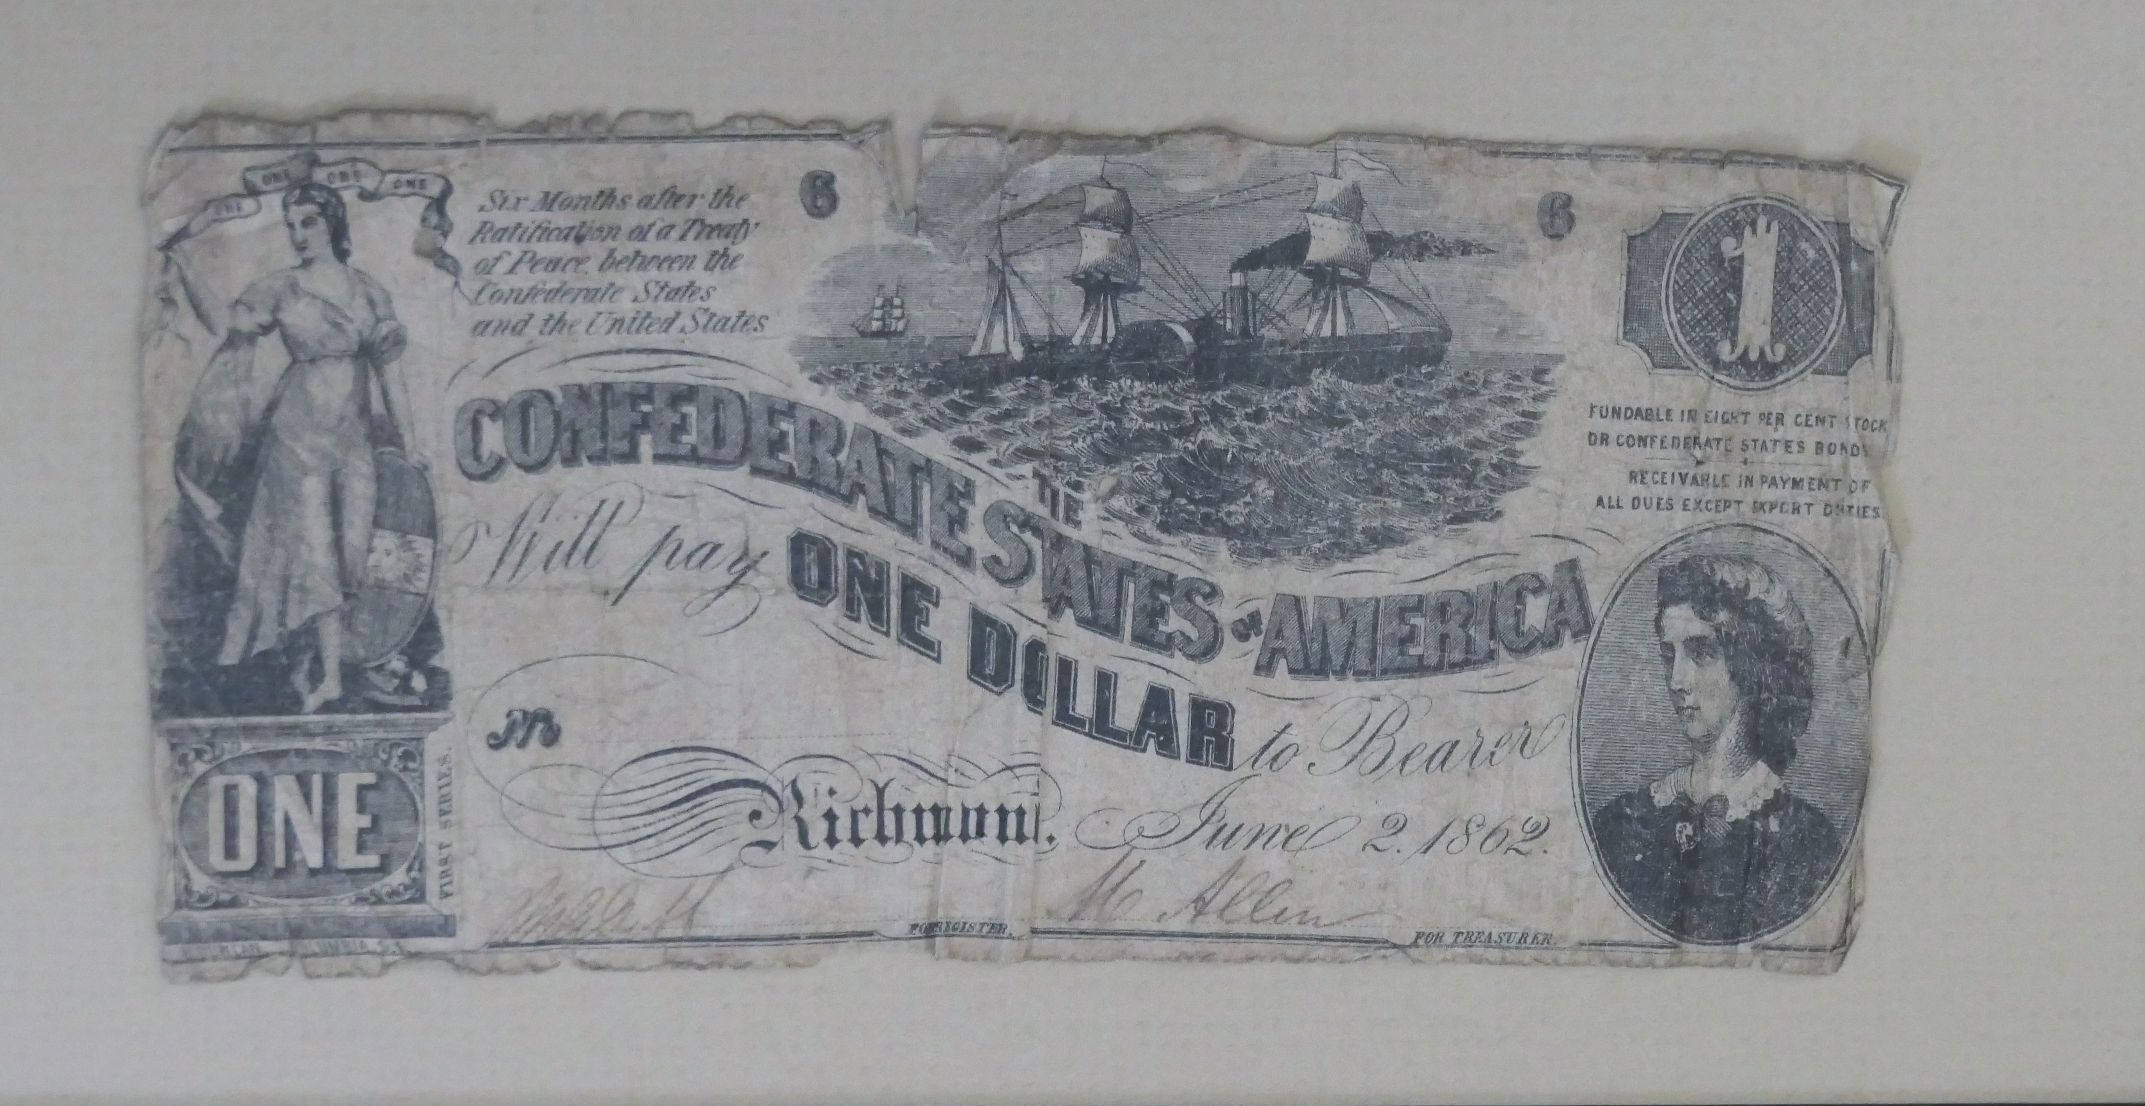 ONE ONE ONE ONE
Six Months after the
Ratification of a Treaty
of Peace, between the
Confederate States
and the United States
6
6
1
FUNDABLE IN EIGHT PER CENT STOCK
OR CONFEDERATE STATES BONDS
RECEIVABLE IN PAYMENT OF
ALL DUES EXCEPT EXPORT DUTIES
THE
CONFEDERATE STATES OF AMERICA
Will pay ONE DOLLAR to Bearer
No
Richmond, June 2. 1862.
ONE
FIRST SERIES.
M Allen
FOR REGISTER.
FOR TREASURER.
COLUMBIA, S.C.